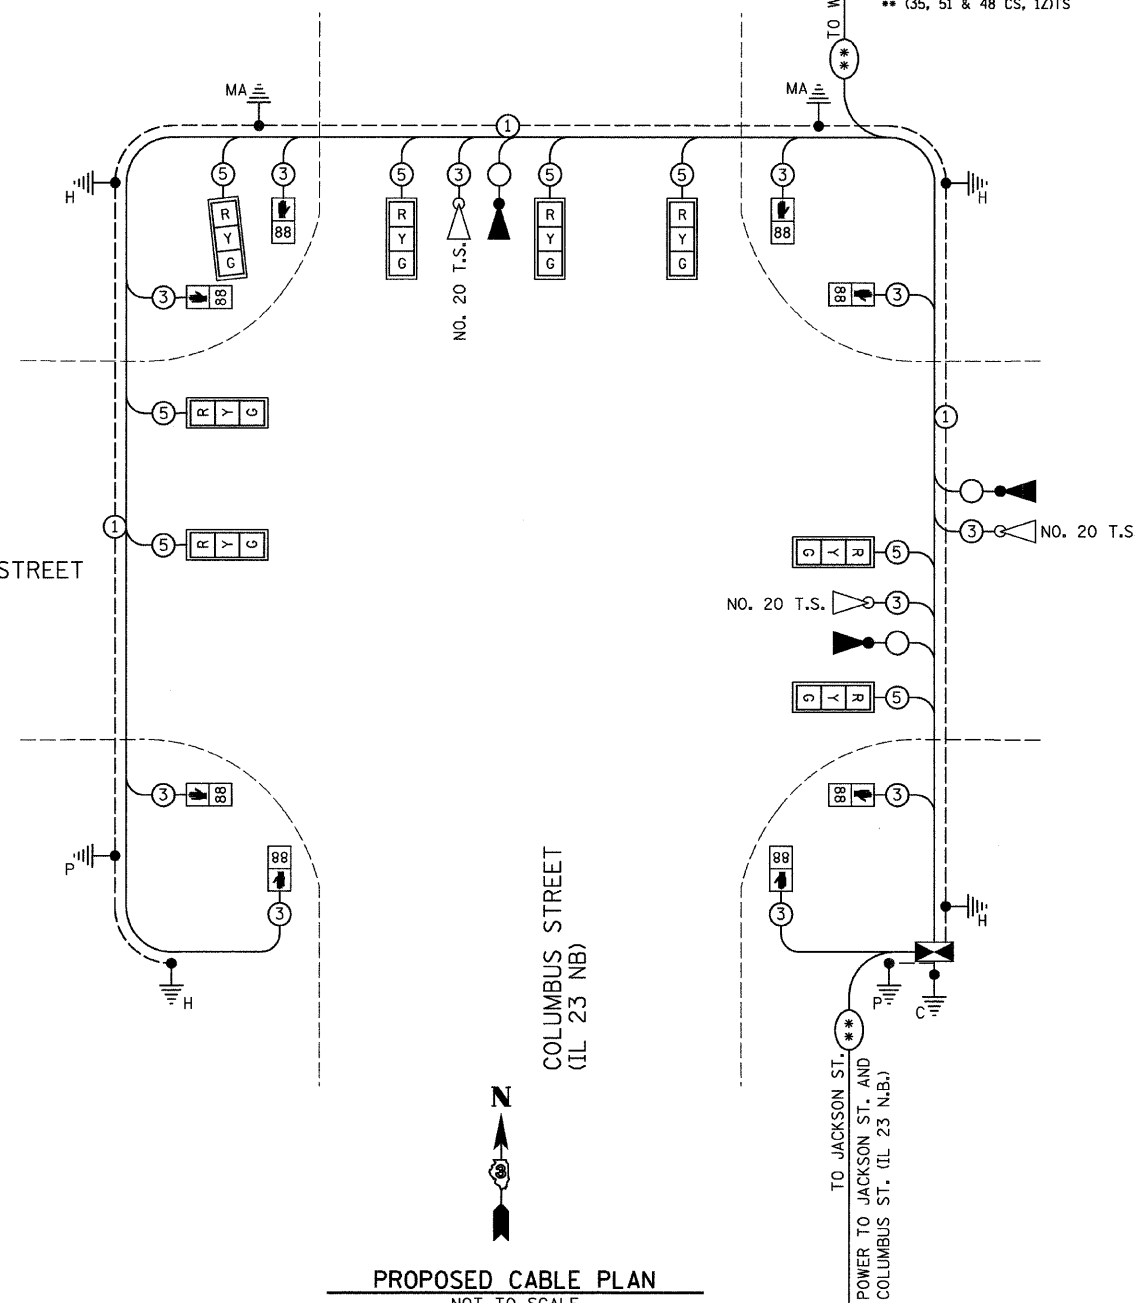 ** (35, 51 & 48 CS, 1Z)TS
TO W
**
MA
MA
1
H
H
5
3
5
3
5
5
3
R
Y
G
88
R
Y
G
R
Y
G
R
Y
G
88
NO. 20 T.S.
3
88
88
3
5
R Y G
1
1
5
R Y G
3
NO. 20 T.S
STREET
R Y G
5
NO. 20 T.S.
3
R Y G
5
3
88
88
3
P
88
88
3
3
H
H
P
C
COLUMBUS STREET
(IL 23 NB)
**
TO JACKSON ST.
POWER TO JACKSON ST. AND
COLUMBUS ST. (IL 23 N.B.)
N
3
PROPOSED CABLE PLAN
NOT TO SCALE